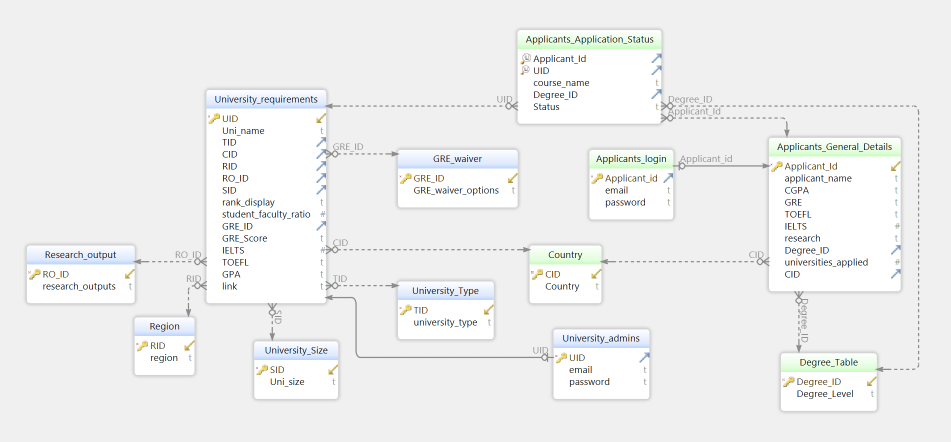 Applicants_Application_Status
Applicant_Id
UID
course_name
Degree_ID
Status
t
t
UID
Degree_ID
Applicant_Id
University_requirements
UID
Uni_name
TID
CID
RID
RO_ID
SID
rank_display
student_faculty_ratio
GRE_ID
GRE_Score
IELTS
TOEFL
GPA
link
t
t
#
t
#
t
t
t
GRE_ID
GRE_waiver
GRE_ID
GRE_waiver_options
t
Applicants_login
Applicant_id
email
password
t
t
Applicant_id
Applicants_General_Details
Applicant_Id
applicant_name
CGPA
GRE
TOEFL
IELTS
research
Degree_ID
universities_applied
CID
t
t
t
t
#
t
#
Research_output
RO_ID
research_outputs
t
RO_ID
RID
CID
TID
Country
CID
Country
t
CID
Region
RID
region
t
SID
University_Type
TID
university_type
t
Degree_ID
University_Size
SID
Uni_size
t
UID
University_admins
UID
email
password
t
t
Degree_Table
Degree_ID
Degree_Level
t